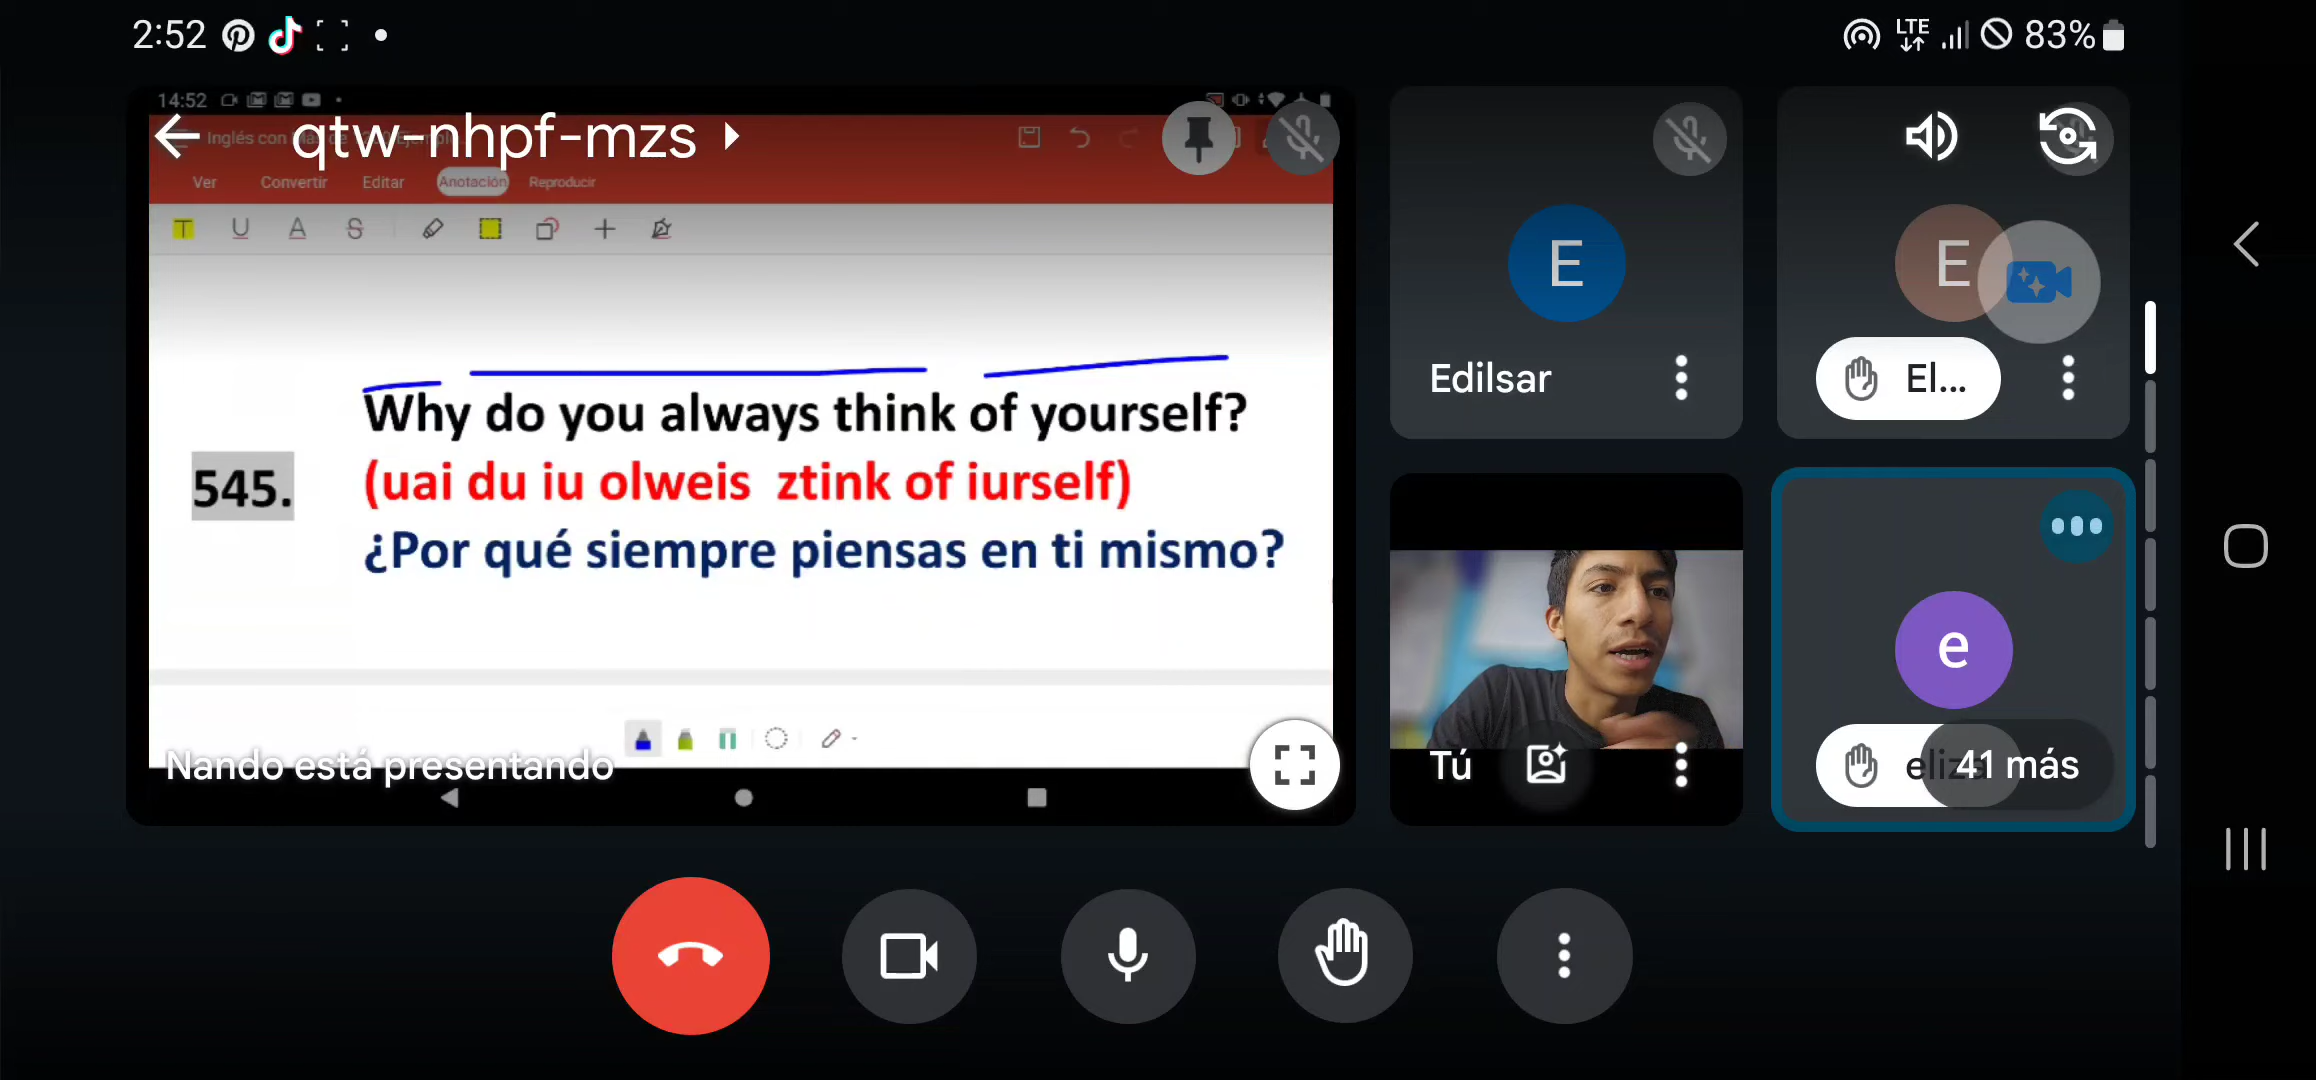 2:52
LTE
83%
14:52
Inglés con
qtw-nhpf-mzs
Ver Convertir Editar Anotación Reproducir
T U A S
Why do you always think of yourself?
545.
(uai du iu olweis ztink of iurself)
¿Por qué siempre piensas en ti mismo?
Nando está presentando
E
Edilsar
E
El...
Tú
e
41 más